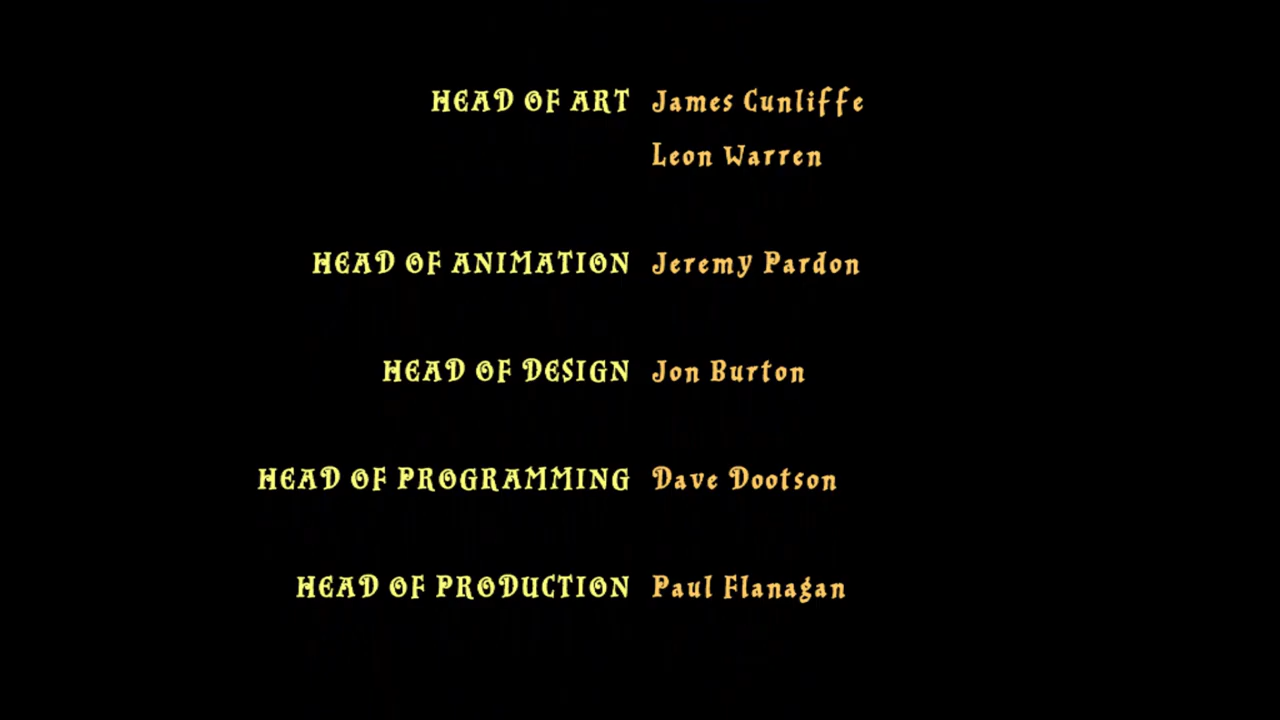 HEAD OF ART James Cunliffe
Leon Warren
HEAD OF ANIMATION Jeremy Pardon
HEAD OF DESIGN Jon Burton
HEAD OF PROGRAMMING Dave Dootson
HEAD OF PRODUCTION Paul Flanagan